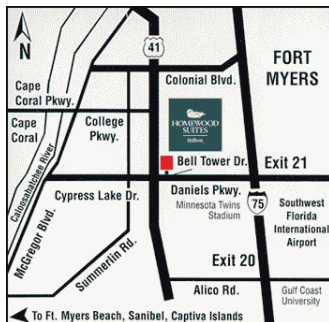 N
41
FORT
MYERS
Colonial Blvd.
Cape
Coral Pkwy.
Cape
Coral
College
Pkwy.
HOMEWOOD
SUITES
Hilton
Bell Tower Dr.
Exit 21
Caloosahatchee River
Cypress Lake Dr.
Daniels Pkwy.
Minnesota Twins
Stadium
75
Southwest
Florida
International
Airport
McGregor Blvd.
Summerlin Rd.
Exit 20
Alico Rd.
Gulf Coast
University
To Ft. Myers Beach, Sanibel, Captiva Islands